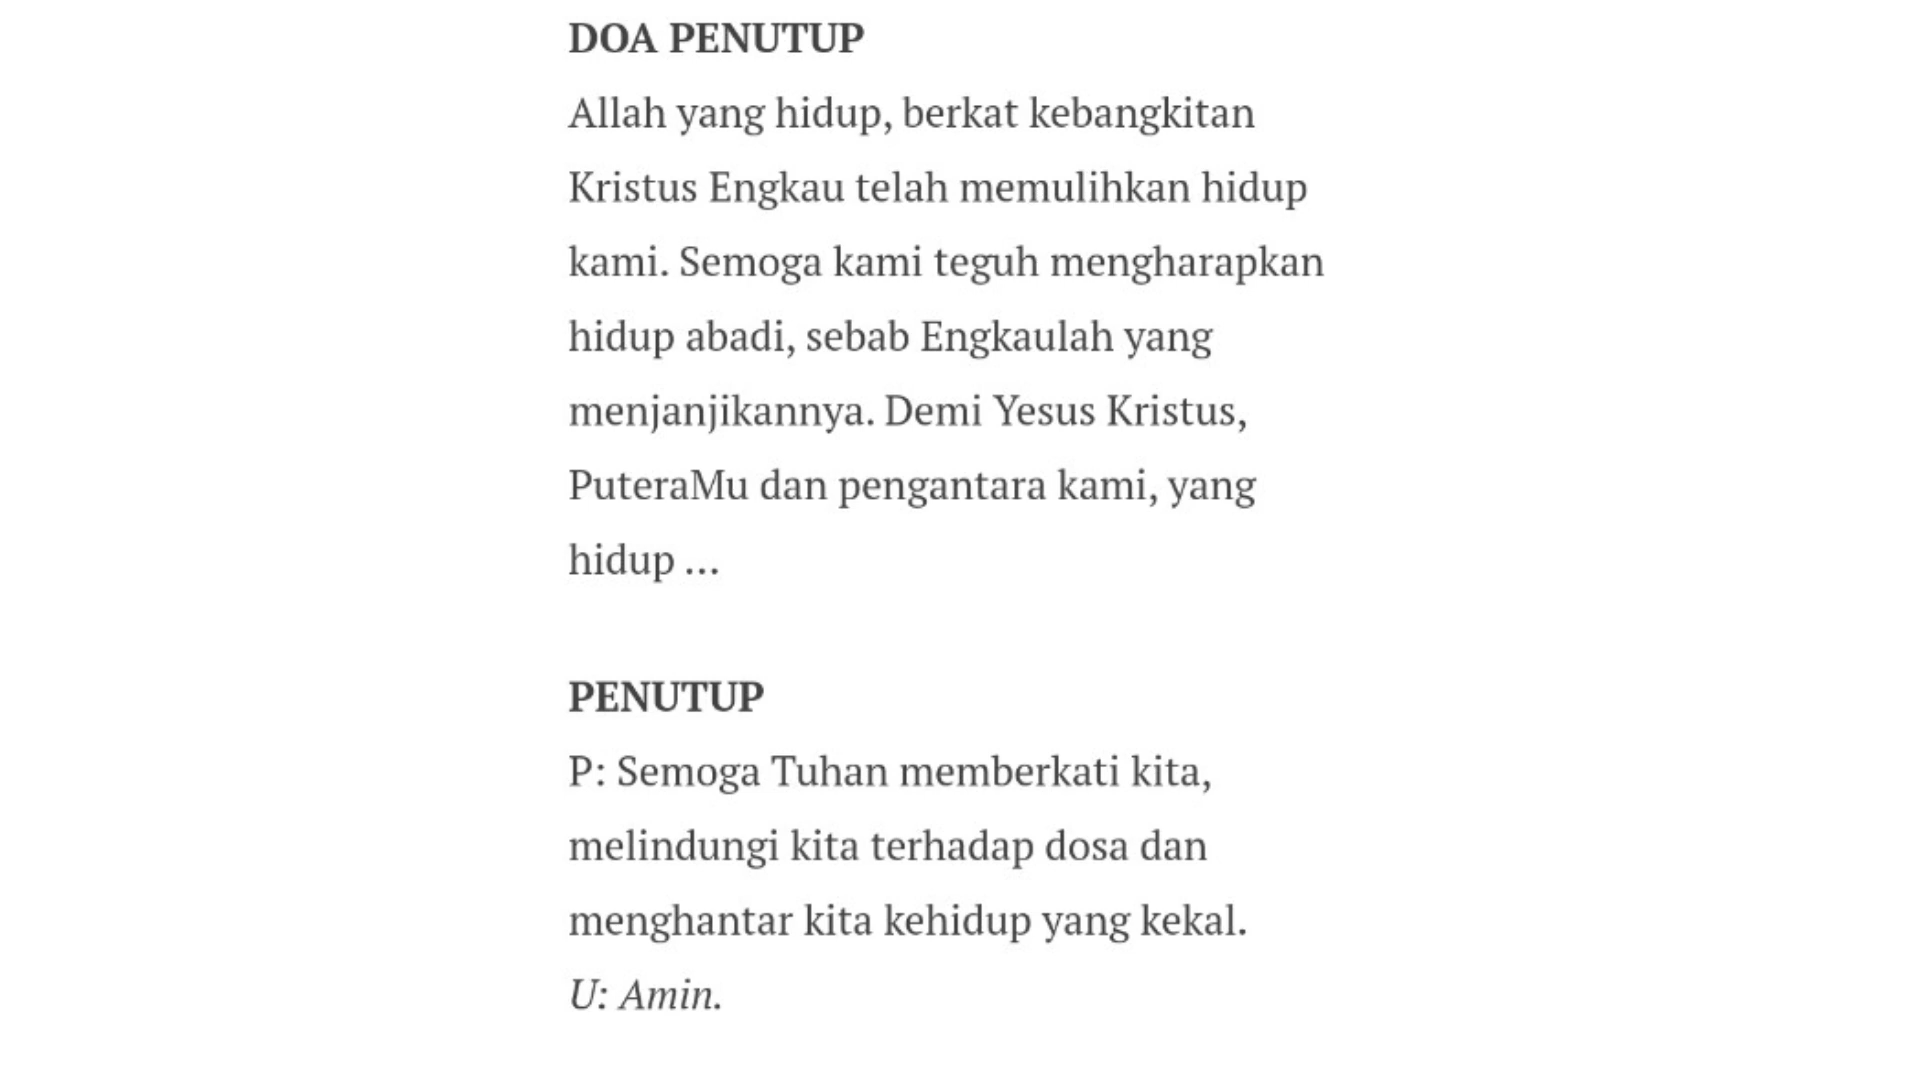 DOA PENUTUP
Allah yang hidup, berkat kebangkitan
Kristus Engkau telah memulihkan hidup
kami. Semoga kami teguh mengharapkan
hidup abadi, sebab Engkaulah yang
menjanjikannya. Demi Yesus Kristus,
PuteraMu dan pengantara kami, yang
hidup ...
PENUTUP
P: Semoga Tuhan memberkati kita,
melindungi kita terhadap dosa dan
menghantar kita kehidup yang kekal.
U: Amin.